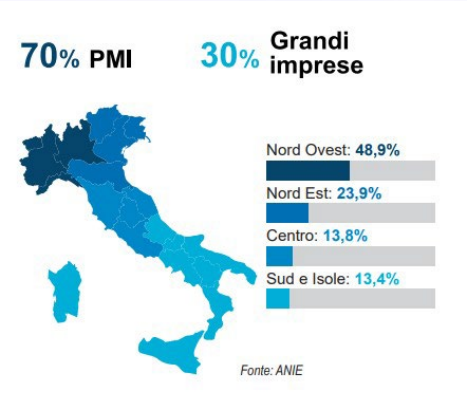 70% PMI
30% Grandi
imprese
Nord Ovest: 48,9%
Nord Est: 23,9%
Centro: 13,8%
Sud e Isole: 13,4%
Fonte: ANIE